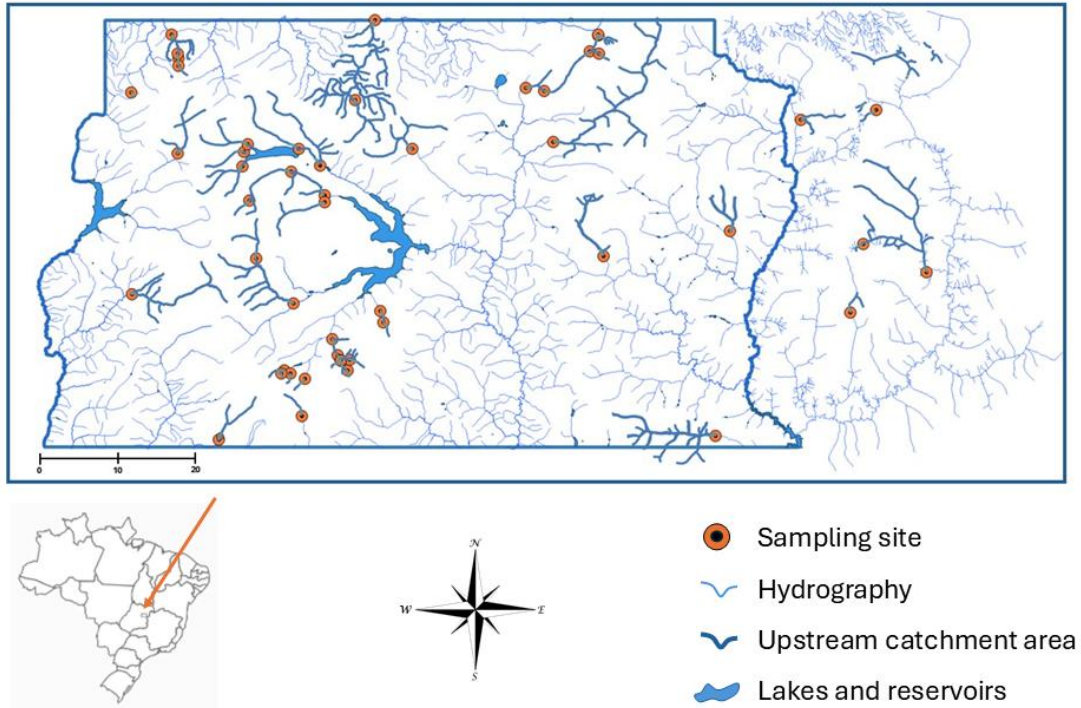 0 10 20
N
W E
S
Sampling site
Hydrography
Upstream catchment area
Lakes and reservoirs